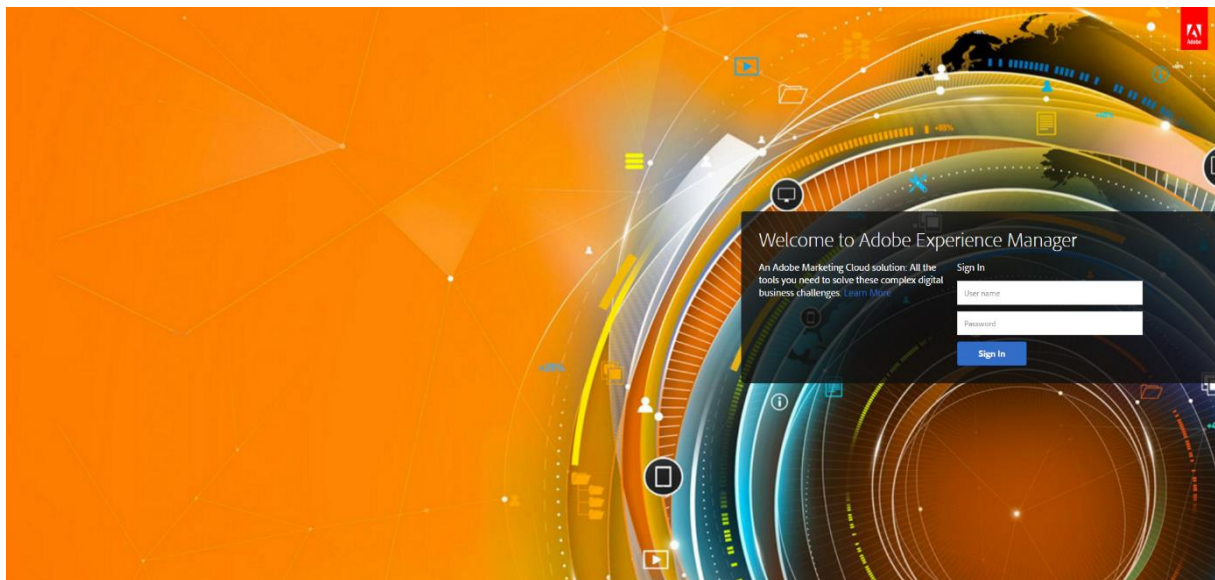 Adobe
+58%
Welcome to Adobe Experience Manager
An Adobe Marketing Cloud solution: All the
tools you need to solve these complex digital
business challenges. Learn More
Sign In
User name
Password
Sign In